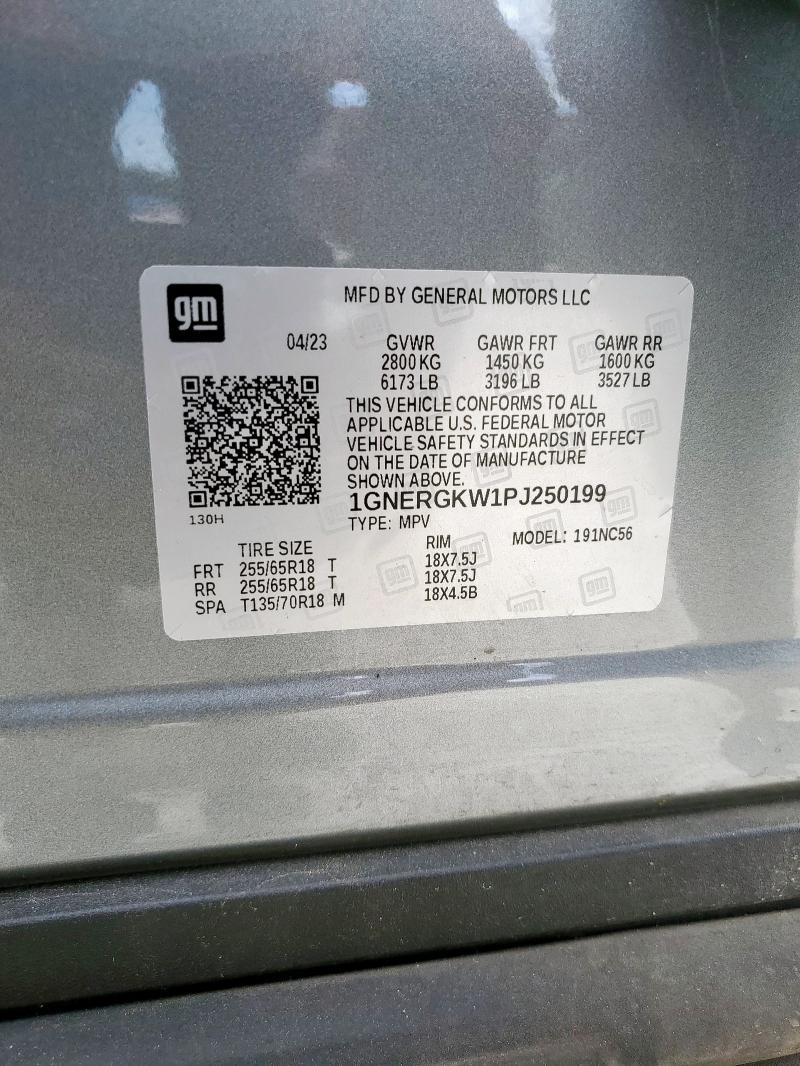 gm
MFD BY GENERAL MOTORS LLC
04/23 GVWR GAWR FRT GAWR RR
2800 KG 1450 KG 1600 KG
6173 LB 3196 LB 3527 LB
THIS VEHICLE CONFORMS TO ALL
APPLICABLE U.S. FEDERAL MOTOR
VEHICLE SAFETY STANDARDS IN EFFECT
ON THE DATE OF MANUFACTURE
SHOWN ABOVE.
1GNERGKW1PJ250199
130H
TYPE: MPV
MODEL: 191NC56
TIRE SIZE RIM
FRT 255/65R18 T 18X7.5J
RR 255/65R18 T 18X7.5J
SPA T135/70R18 M 18X4.5B